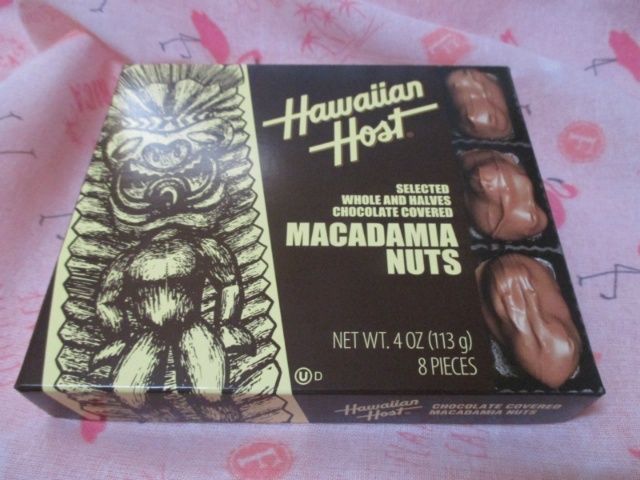 Hawaiian
Host®
SELECTED
WHOLE AND HALVES
CHOCOLATE COVERED
MACADAMIA
NUTS
NET WT. 4 OZ (113 g)
8 PIECES
U D
Hawaiian
Host
CHOCOLATE COVERED
MACADAMIA NUTS